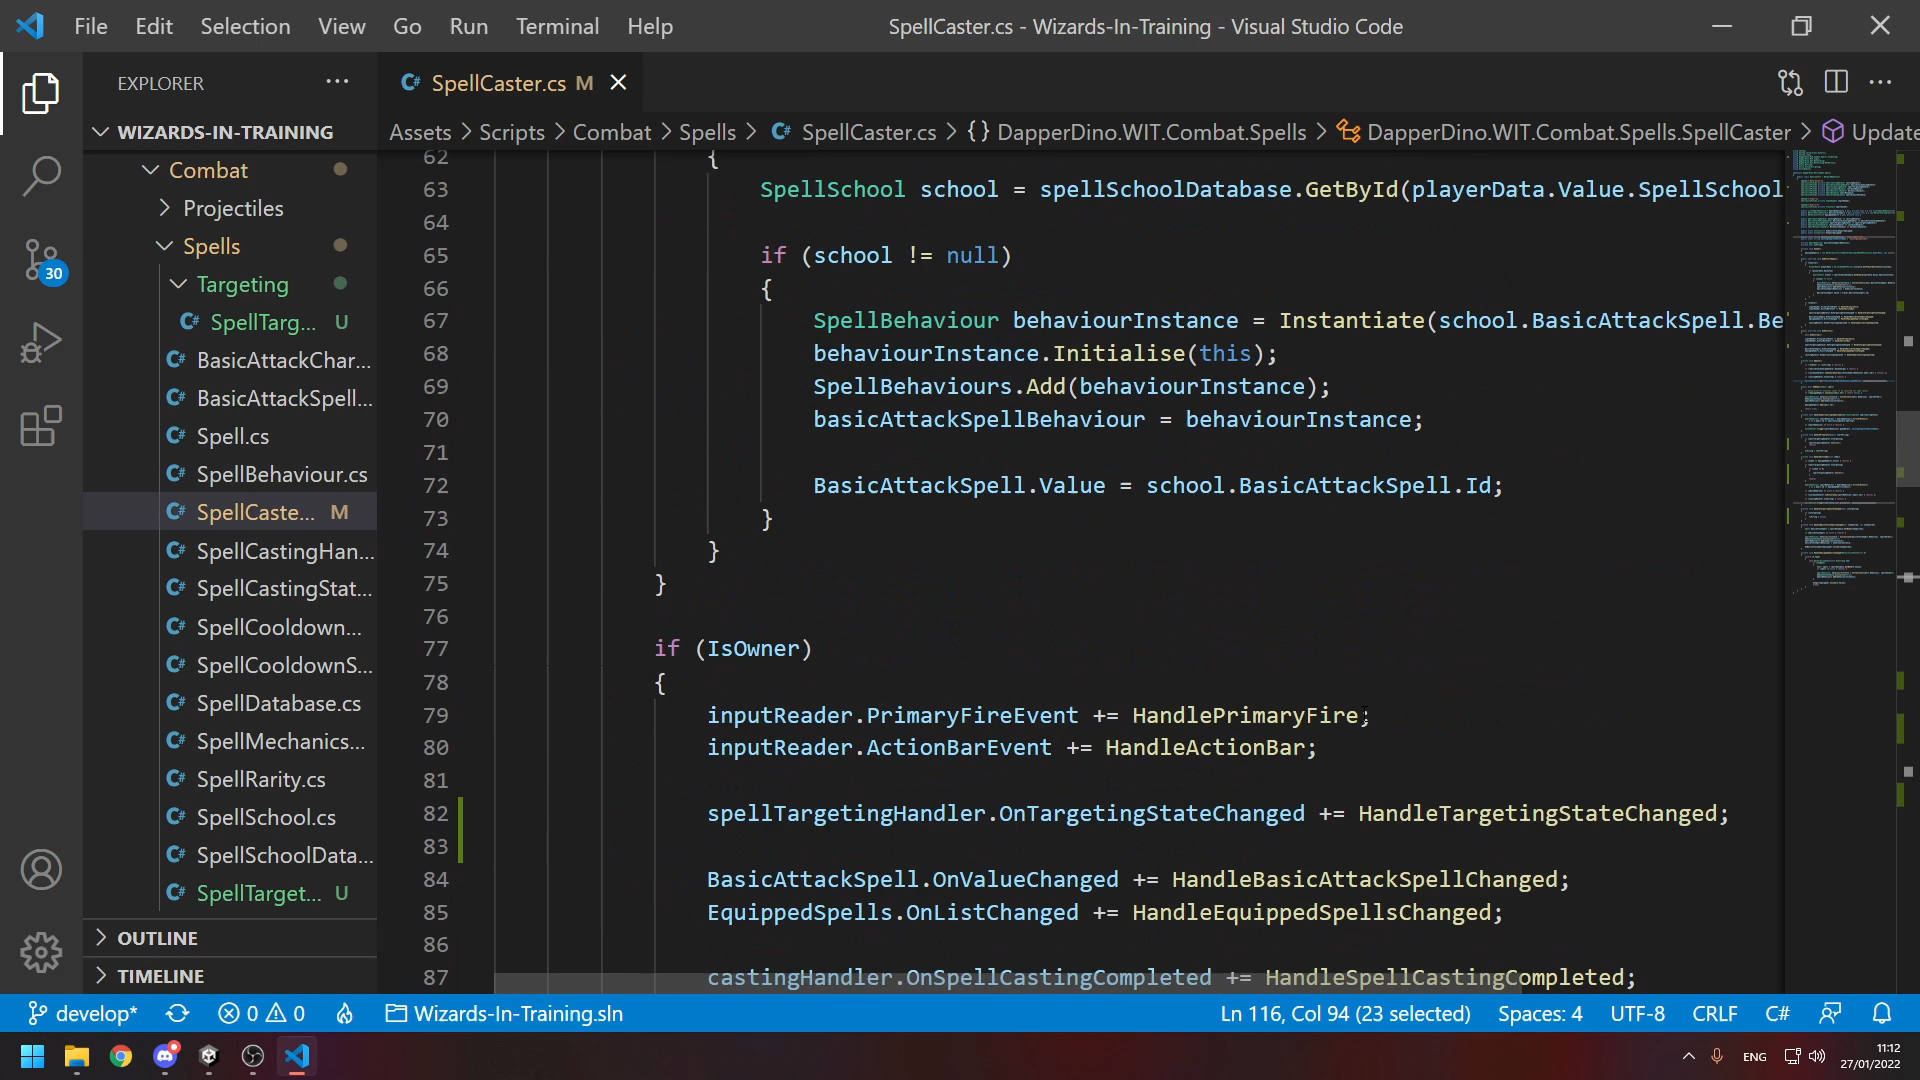 File Edit Selection View Go Run Terminal Help SpellCaster.cs - Wizards-In-Training - Visual Studio Code
EXPLORER ···
C# SpellCaster.cs M
WIZARDS-IN-TRAINING
Assets > Scripts > Combat > Spells > C# SpellCaster.cs > {} DapperDino.WIT.Combat.Spells > DapperDino.WIT.Combat.Spells.SpellCaster > Update
Combat
Projectiles
Spells
Targeting
C# SpellTarg... U
C# BasicAttackChar...
C# BasicAttackSpell...
C# Spell.cs
C# SpellBehaviour.cs
C# SpellCaste... M
C# SpellCastingHan...
C# SpellCastingStat...
C# SpellCooldown...
C# SpellCooldownS...
C# SpellDatabase.cs
C# SpellMechanics...
C# SpellRarity.cs
C# SpellSchool.cs
C# SpellSchoolData...
C# SpellTarget... U
OUTLINE
TIMELINE
30
62 {
63 SpellSchool school = spellSchoolDatabase.GetById(playerData.Value.SpellSchool
64
65 if (school != null)
66 {
67 SpellBehaviour behaviourInstance = Instantiate(school.BasicAttackSpell.Be
68 behaviourInstance.Initialise(this);
69 SpellBehaviours.Add(behaviourInstance);
70 basicAttackSpellBehaviour = behaviourInstance;
71
72 BasicAttackSpell.Value = school.BasicAttackSpell.Id;
73 }
74 }
75 }
76
77 if (IsOwner)
78 {
79 inputReader.PrimaryFireEvent += HandlePrimaryFire;
80 inputReader.ActionBarEvent += HandleActionBar;
81
82 spellTargetingHandler.OnTargetingStateChanged += HandleTargetingStateChanged;
83
84 BasicAttackSpell.OnValueChanged += HandleBasicAttackSpellChanged;
85 EquippedSpells.OnListChanged += HandleEquippedSpellsChanged;
86
87 castingHandler.OnSpellCastingCompleted += HandleSpellCastingCompleted;
develop* 0 0 Wizards-In-Training.sln Ln 116, Col 94 (23 selected) Spaces: 4 UTF-8 CRLF C#
ENG 11:12
27/01/2022